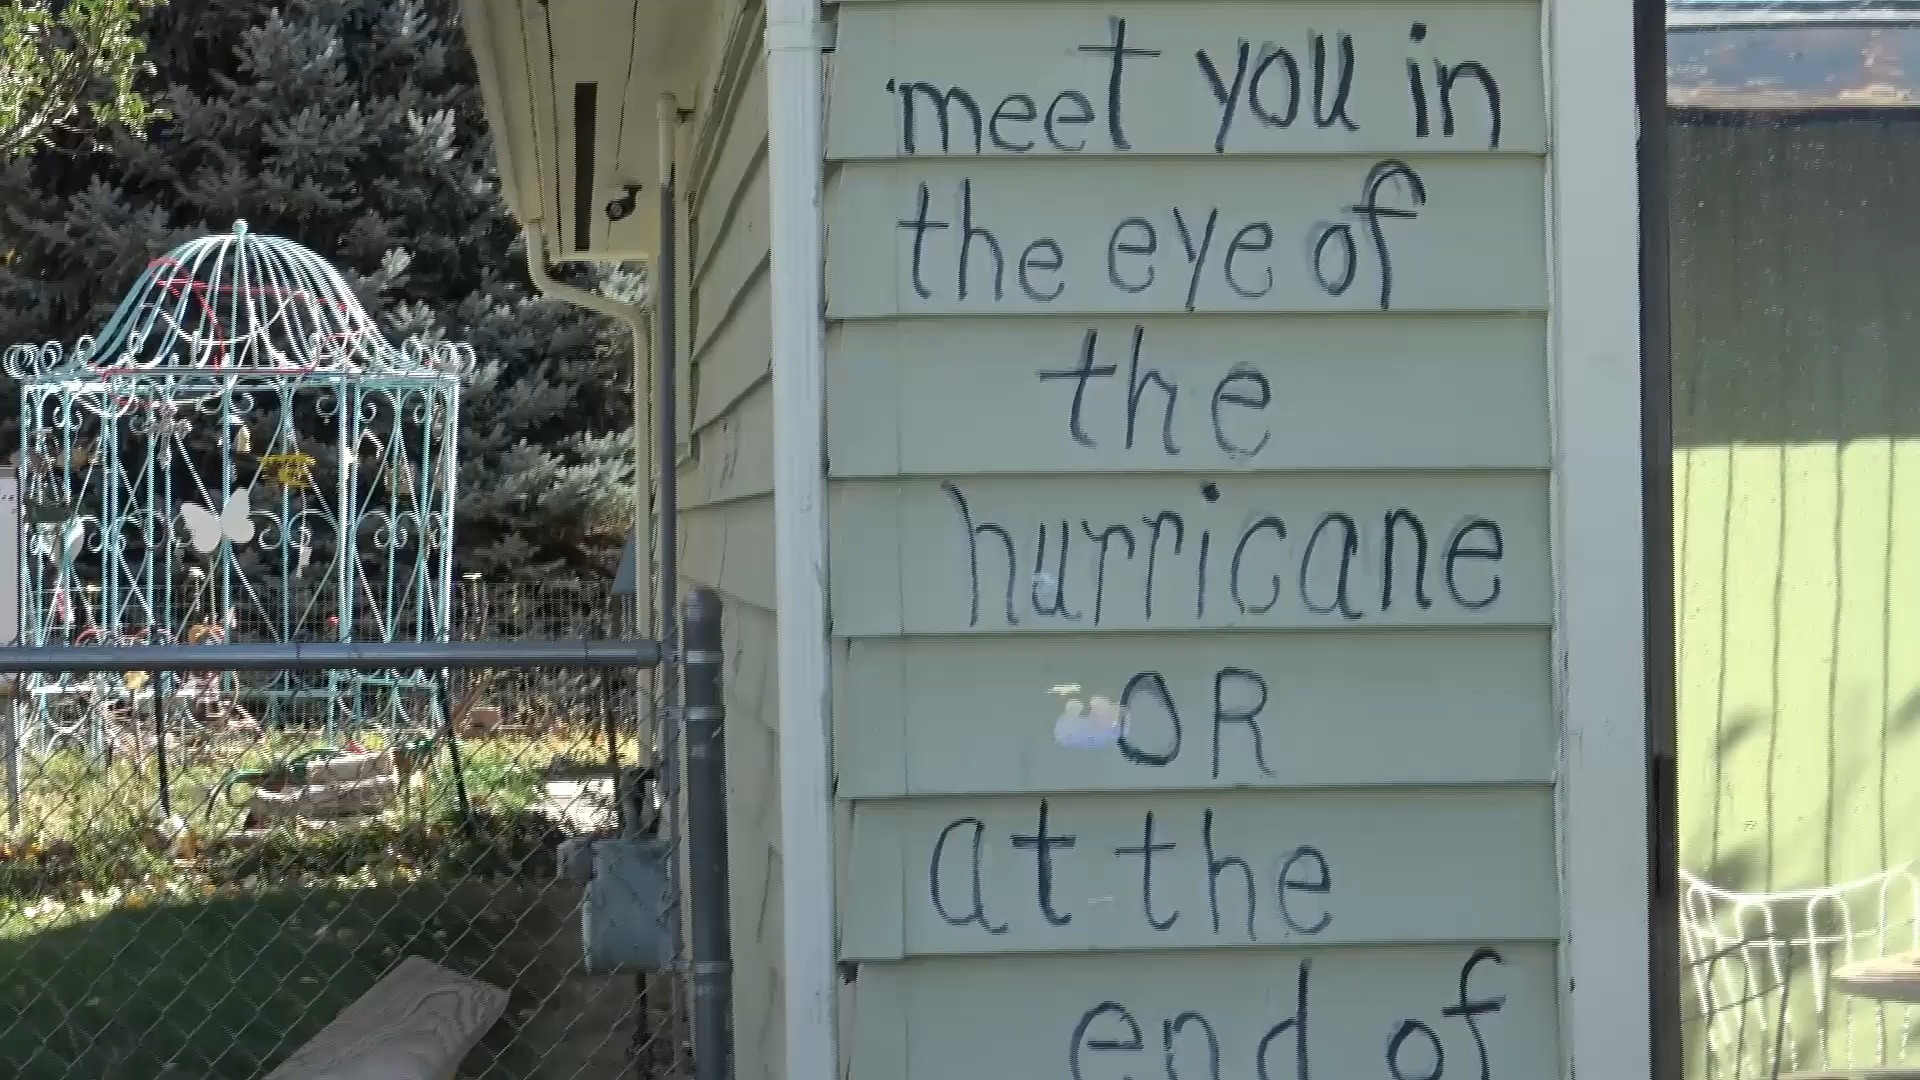 meet you in
the eye of
the
hurricane
OR
at the
end of